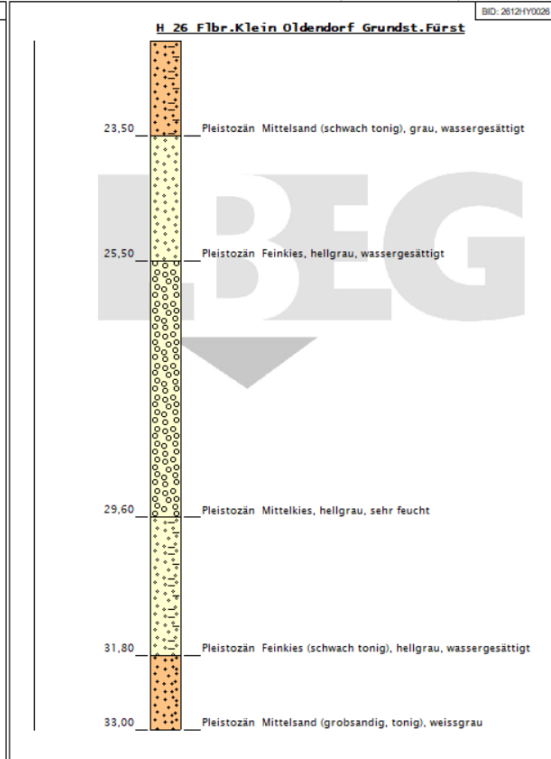 BID: 2612HY0026
H 26 Flbr.Klein Oldendorf Grundst.Fürst
23,50 Pleistozän Mittelsand (schwach tonig), grau, wassergesättigt
LBEG
25,50 Pleistozän Feinkies, hellgrau, wassergesättigt
29,60 Pleistozän Mittelkies, hellgrau, sehr feucht
31,80 Pleistozän Feinkies (schwach tonig), hellgrau, wassergesättigt
33,00 Pleistozän Mittelsand (grobsandig, tonig), weissgrau